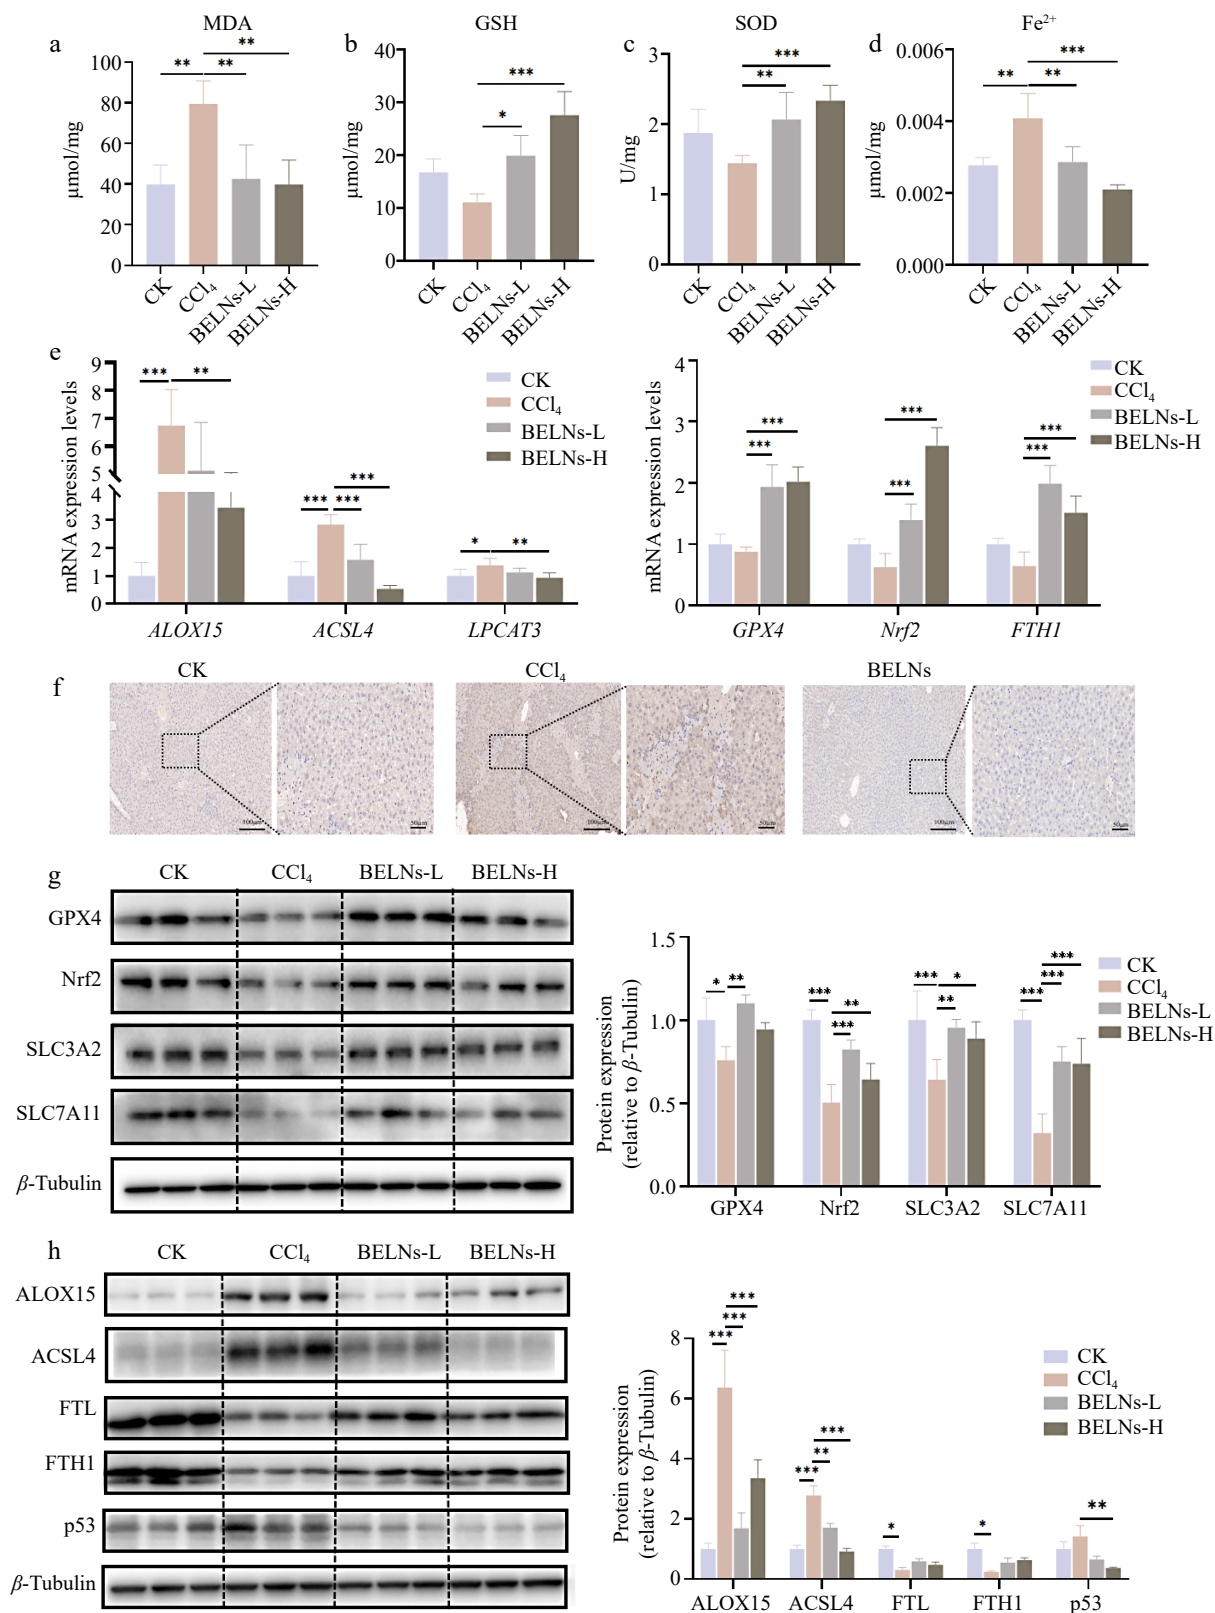 a
MDA
μmol/mg
100
80
60
40
20
0
** ** **
CK
CCl₄
BELNs-L
BELNs-H
b
GSH
μmol/mg
40
30
20
10
0
* ***
CK
CCl₄
BELNs-L
BELNs-H
c
SOD
U/mg
3
2
1
0
** ***
CK
CCl₄
BELNs-L
BELNs-H
d
Fe²⁺
μmol/mg
0.006
0.004
0.002
0.000
** ** ***
CK
CCl₄
BELNs-L
BELNs-H
e
mRNA expression levels
9
8
7
6
5
4
3
2
1
0
*** **
*** *** ***
* **
CK
CCl₄
BELNs-L
BELNs-H
ALOX15 ACSL4 LPCAT3
mRNA expression levels
4
3
2
1
0
*** ***
*** ***
*** ***
CK
CCl₄
BELNs-L
BELNs-H
GPX4 Nrf2 FTH1
f
CK CCl₄ BELNs
100μm 50μm 100μm 50μm 100μm 50μm
g
CK CCl₄ BELNs-L BELNs-H
GPX4
Nrf2
SLC3A2
SLC7A11
β-Tubulin
Protein expression
(relative to β-Tubulin)
1.5
1.0
0.5
0.0
* **
*** *** **
*** ** *
*** *** ***
CK
CCl₄
BELNs-L
BELNs-H
GPX4 Nrf2 SLC3A2 SLC7A11
h
CK CCl₄ BELNs-L BELNs-H
ALOX15
ACSL4
FTL
FTH1
p53
β-Tubulin
Protein expression
(relative to β-Tubulin)
8
6
4
2
0
*** *** ***
*** ** ***
*
*
**
CK
CCl₄
BELNs-L
BELNs-H
ALOX15 ACSL4 FTL FTH1 p53